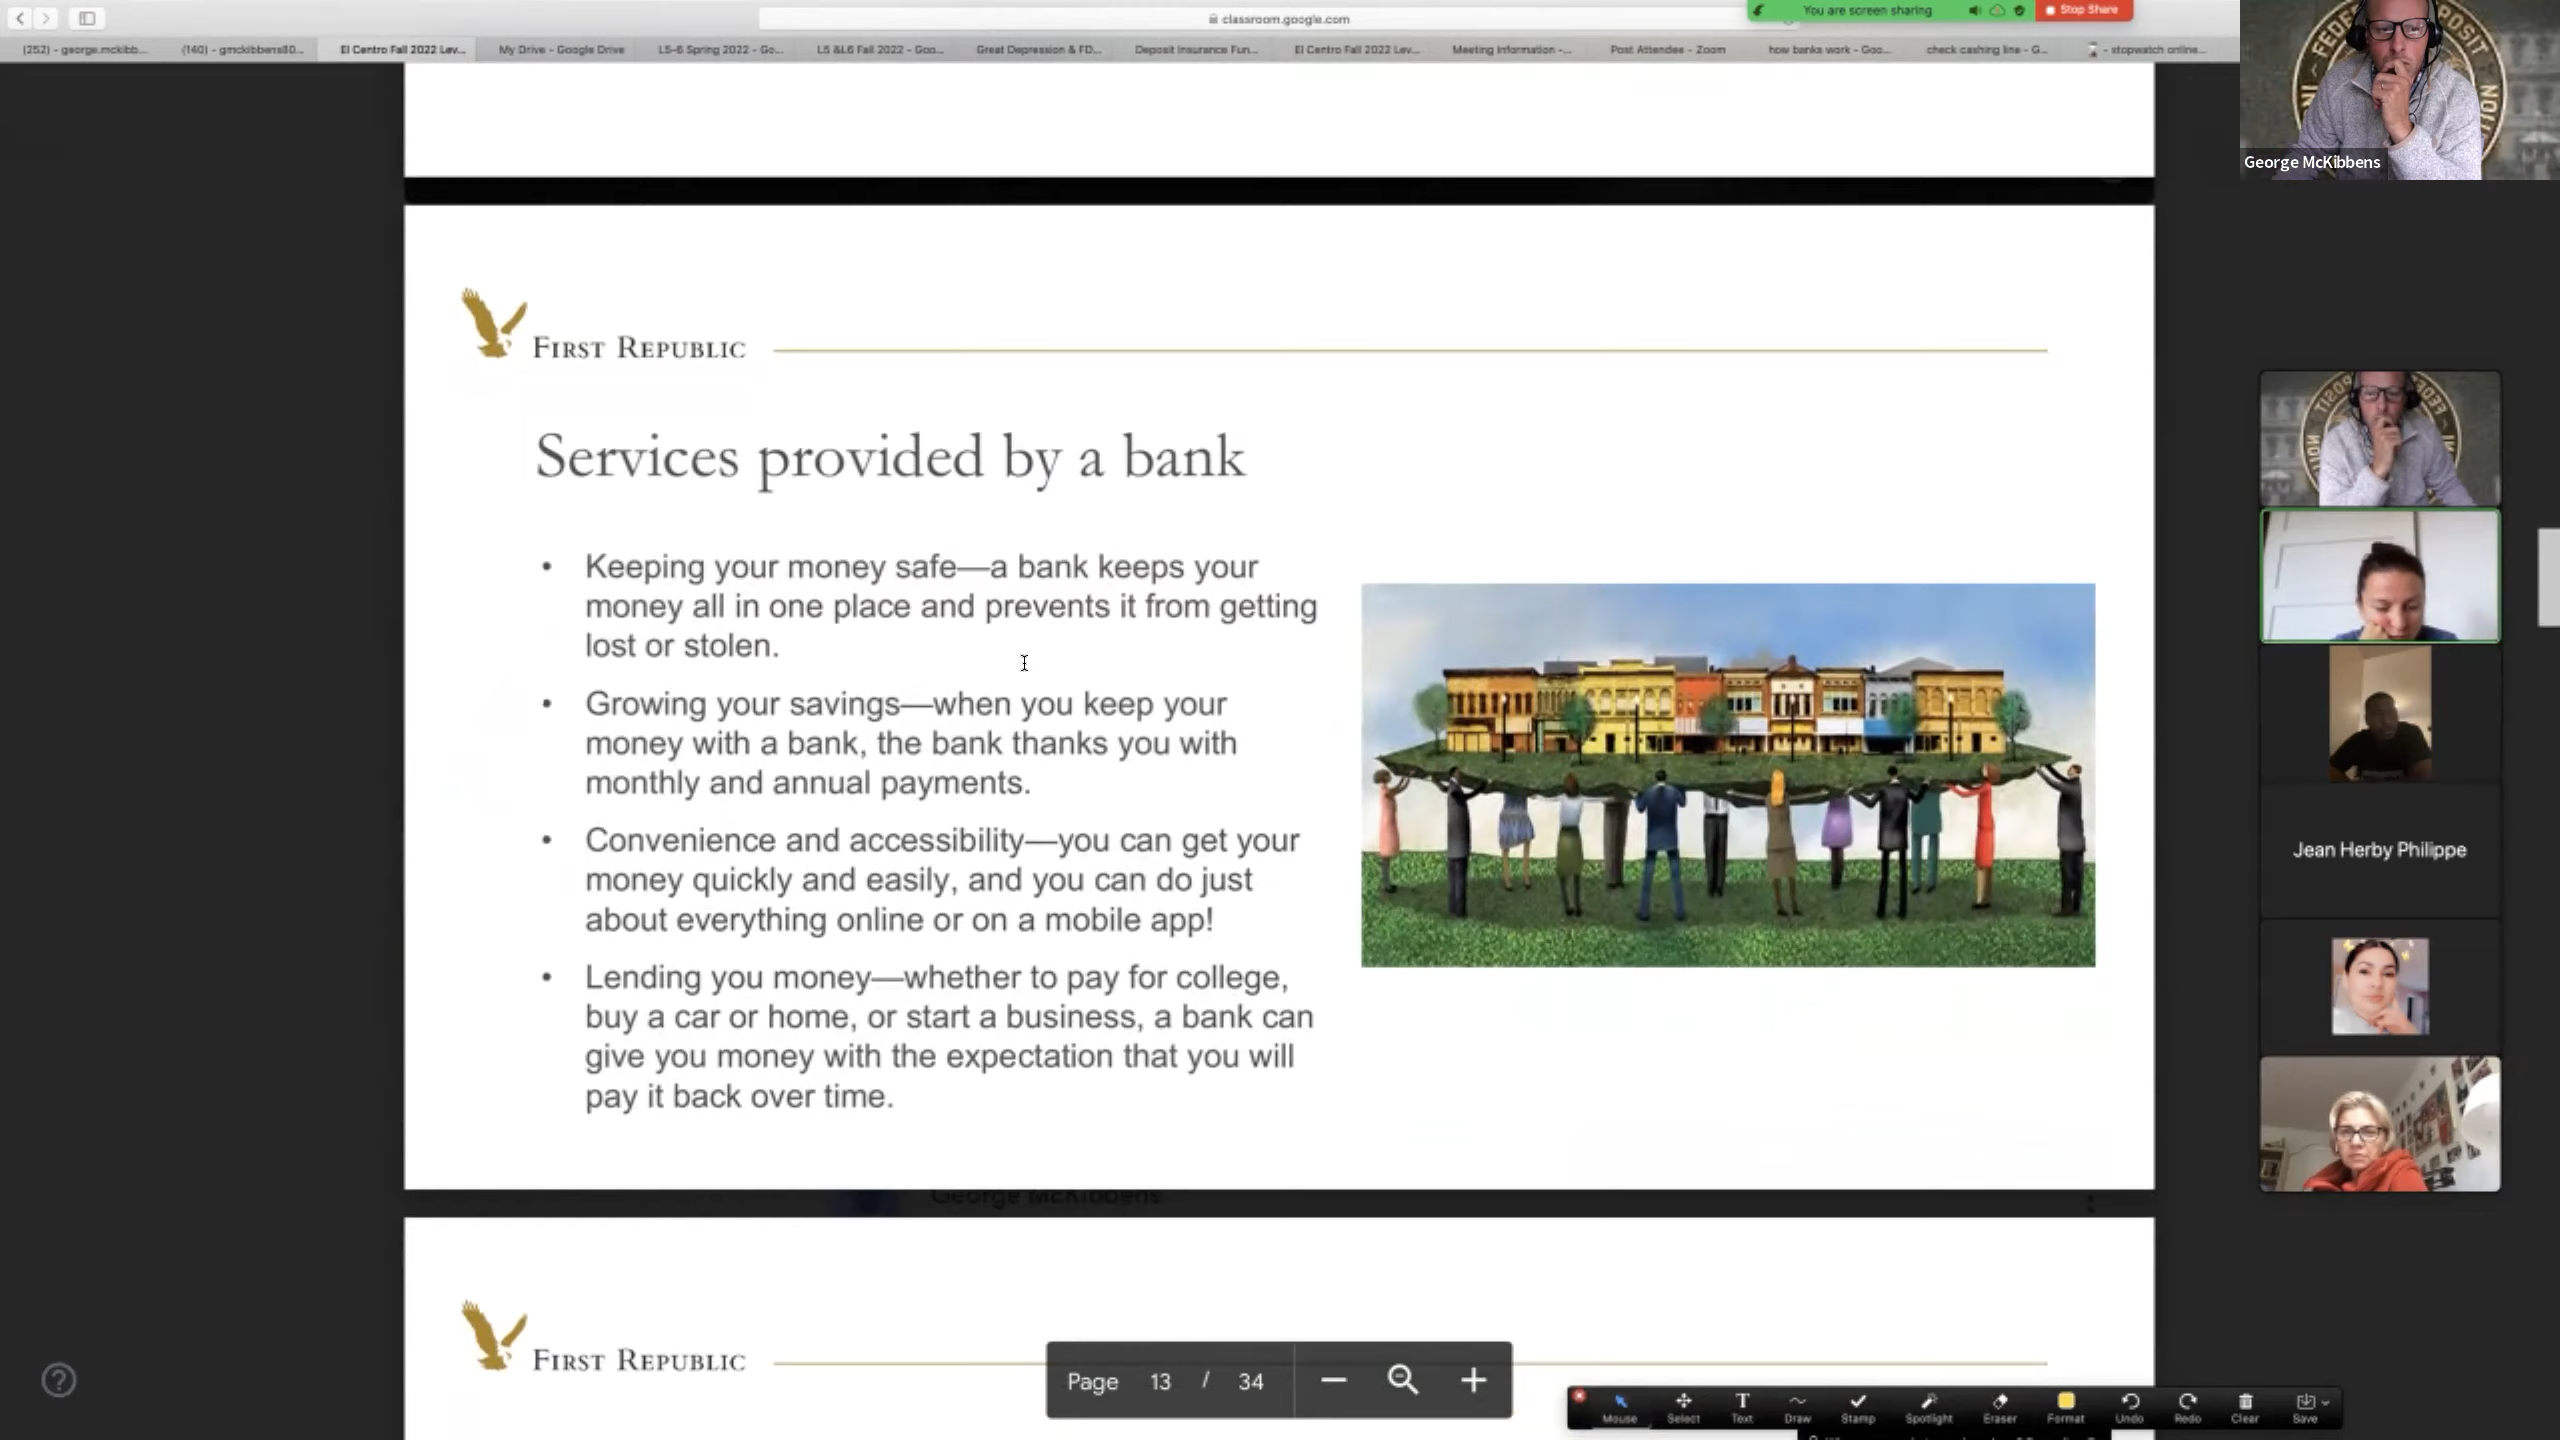 classroom.google.com
You are screen sharing
Stop Share
(252) - george.mckibb...
(140) - gmckibbens80...
El Centro Fall 2022 Lev...
My Drive - Google Drive
L5-6 Spring 2022 - Go...
L5 &L6 Fall 2022 - Goo...
Great Depression & FD...
Deposit Insurance Fun...
El Centro Fall 2022 Lev...
Meeting Information -...
Post Attendee - Zoom
how banks work - Goo...
check cashing line - G...
- stopwatch online...
George McKibbens
FIRST REPUBLIC
Services provided by a bank
• Keeping your money safe—a bank keeps your
money all in one place and prevents it from getting
lost or stolen.
• Growing your savings—when you keep your
money with a bank, the bank thanks you with
monthly and annual payments.
• Convenience and accessibility—you can get your
money quickly and easily, and you can do just
about everything online or on a mobile app!
• Lending you money—whether to pay for college,
buy a car or home, or start a business, a bank can
give you money with the expectation that you will
pay it back over time.
Jean Herby Philippe
George McKibbens
FIRST REPUBLIC
Page 13 / 34
Mouse
Select
Text
Draw
Stamp
Spotlight
Eraser
Format
Undo
Redo
Clear
Save